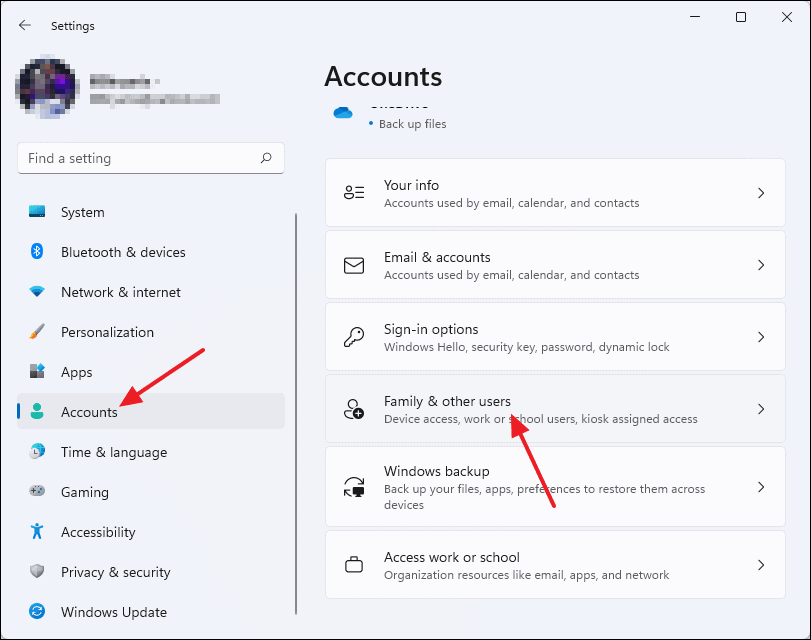 Settings
Accounts
Back up files
Find a setting
System
Bluetooth & devices
Network & internet
Personalization
Apps
Accounts
Time & language
Gaming
Accessibility
Privacy & security
Windows Update
Your info
Accounts used by email, calendar, and contacts
Email & accounts
Accounts used by email, calendar, and contacts
Sign-in options
Windows Hello, security key, password, dynamic lock
Family & other users
Device access, work or school users, kiosk assigned access
Windows backup
Back up your files, apps, preferences to restore them across
devices
Access work or school
Organization resources like email, apps, and network